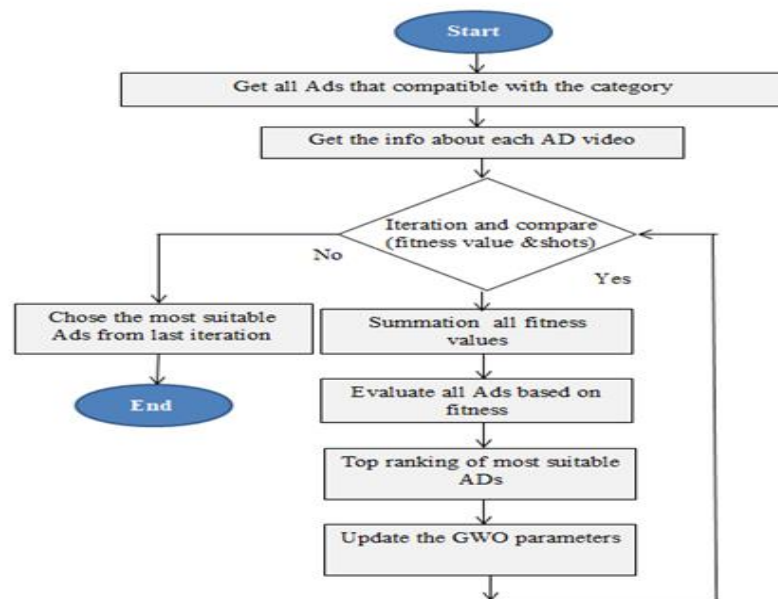 Start
Get all Ads that compatible with the category
Get the info about each AD video
Iteration and compare
(fitness value &shots)
No
Yes
Chose the most suitable
Ads from last iteration
Summation all fitness
values
End
Evaluate all Ads based on
fitness
Top ranking of most suitable
ADs
Update the GWO parameters